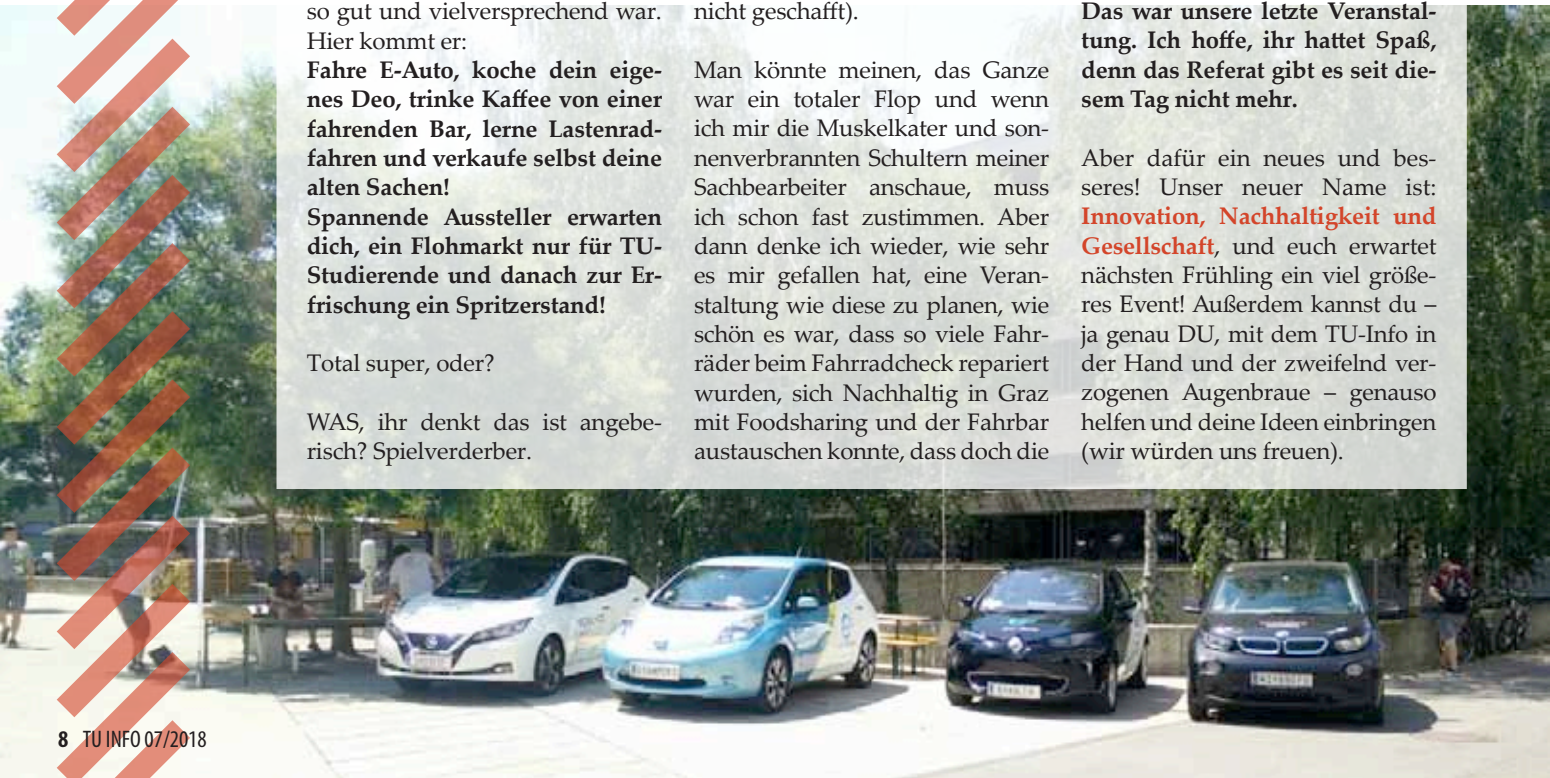 so gut und vielversprechend war.
Hier kommt er:
Fahre E-Auto, koche dein eige-
nes Deo, trinke Kaffee von einer
fahrenden Bar, lerne Lastenrad-
fahren und verkaufe selbst deine
alten Sachen!
Spannende Aussteller erwarten
dich, ein Flohmarkt nur für TU-
Studierende und danach zur Er-
frischung ein Spritzerstand!
Total super, oder?
WAS, ihr denkt das ist angebe-
risch? Spielverderber.
nicht geschafft).
Man könnte meinen, das Ganze
war ein totaler Flop und wenn
ich mir die Muskelkater und son-
nenverbrannten Schultern meiner
Sachbearbeiter anschaue, muss
ich schon fast zustimmen. Aber
dann denke ich wieder, wie sehr
es mir gefallen hat, eine Veran-
staltung wie diese zu planen, wie
schön es war, dass so viele Fahr-
räder beim Fahrradcheck repariert
wurden, sich Nachhaltig in Graz
mit Foodsharing und der Fahrbar
austauschen konnte, dass doch die
Das war unsere letzte Veranstal-
tung. Ich hoffe, ihr hattet Spaß,
denn das Referat gibt es seit die-
sem Tag nicht mehr.
Aber dafür ein neues und bes-
seres! Unser neuer Name ist:
Innovation, Nachhaltigkeit und
Gesellschaft, und euch erwartet
nächsten Frühling ein viel größe-
res Event! Außerdem kannst du –
ja genau DU, mit dem TU-Info in
der Hand und der zweifelnd ver-
zogenen Augenbraue – genauso
helfen und deine Ideen einbringen
(wir würden uns freuen).
8 TU INFO 07/2018